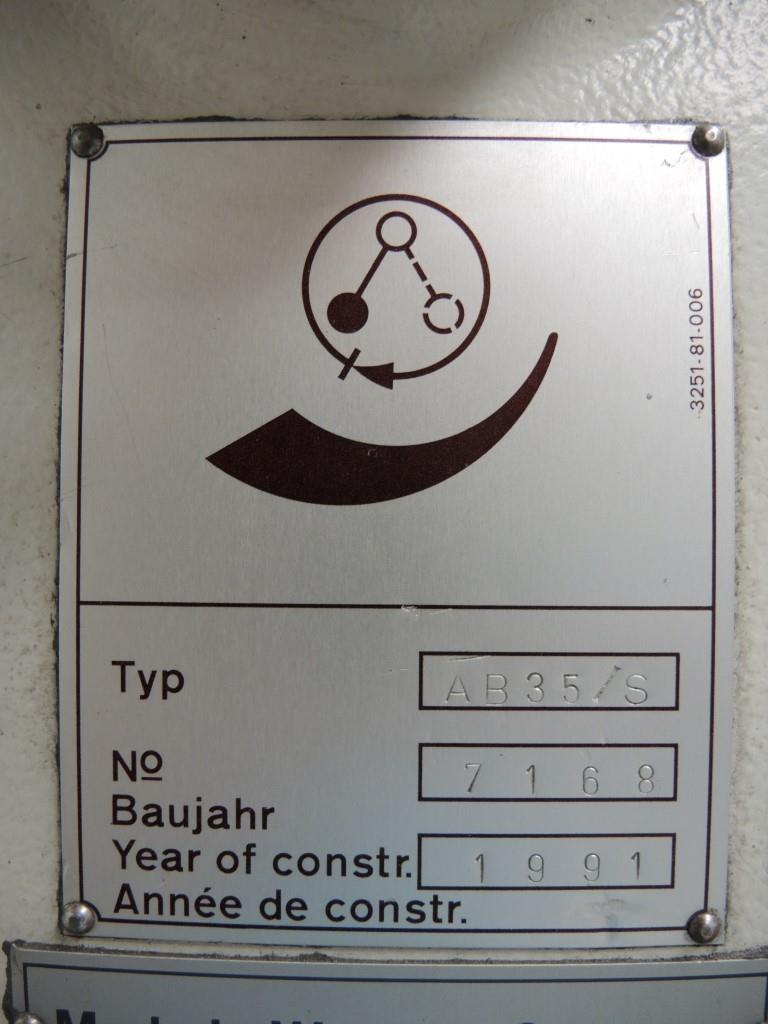 3251-81-006
Typ AB35/S
Nº 7168
Baujahr
Year of constr. 1991
Année de constr.